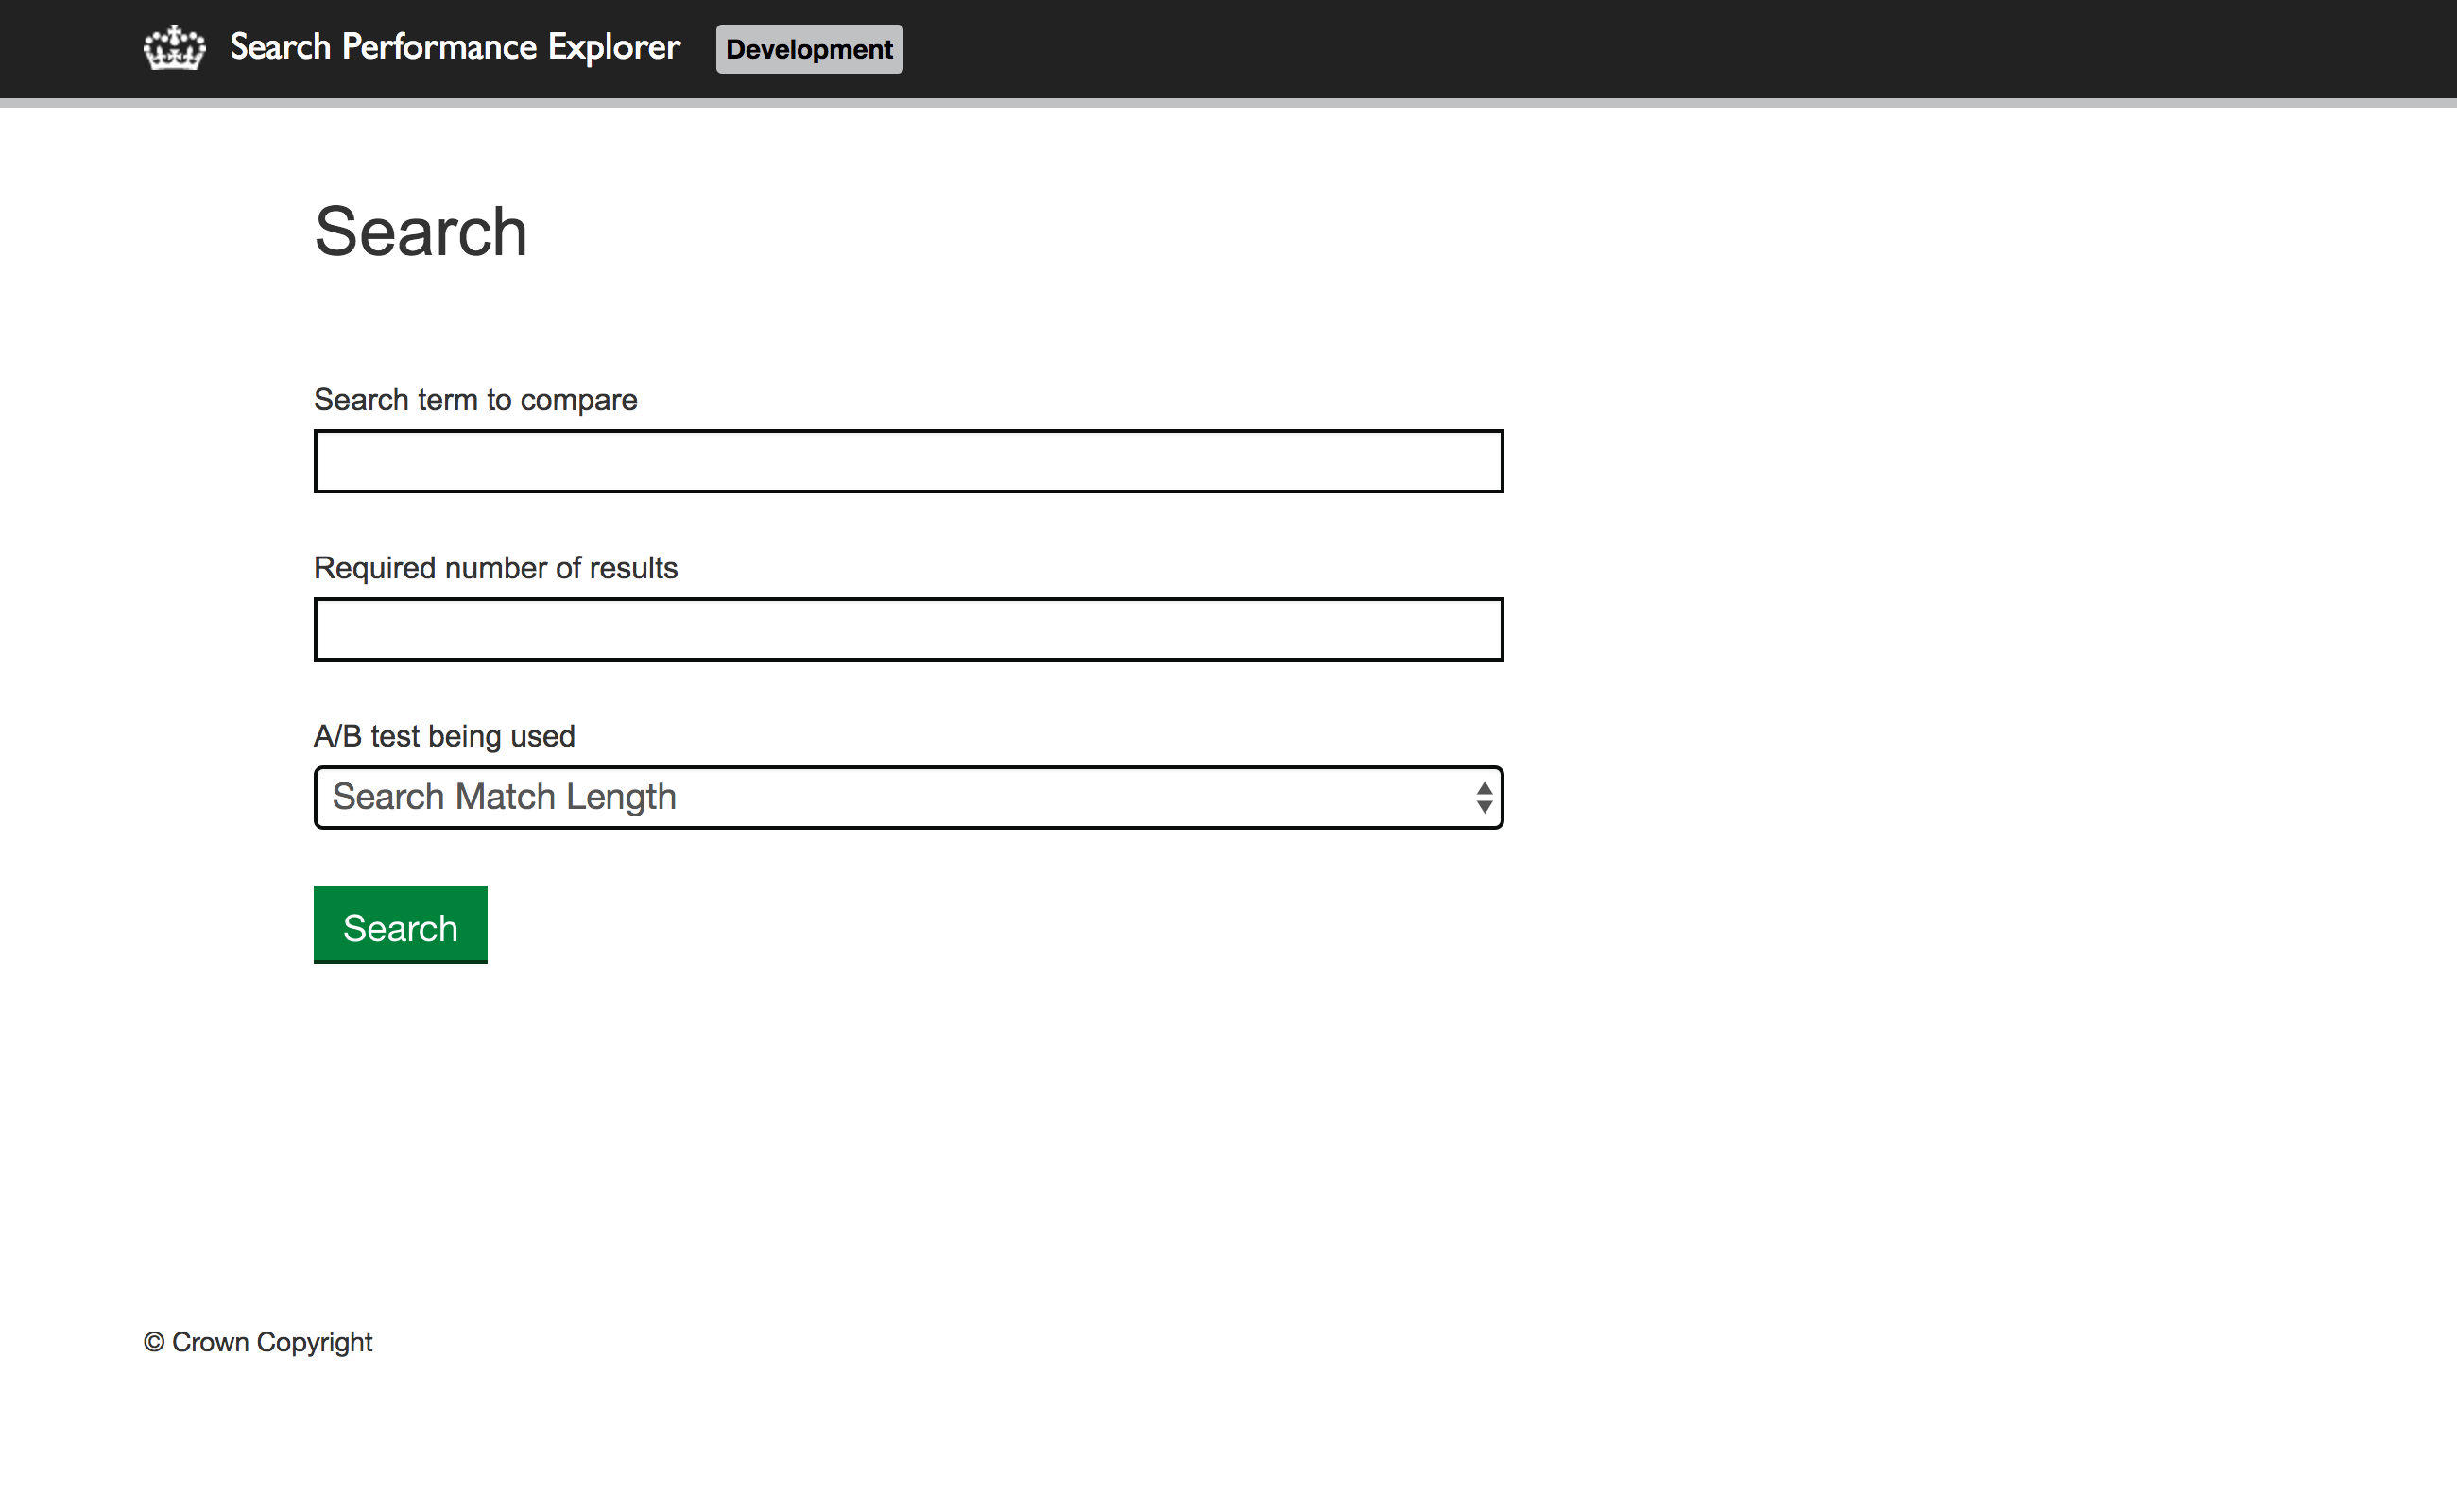 Search Performance Explorer Development
Search
Search term to compare
Required number of results
A/B test being used
Search Match Length
Search
© Crown Copyright